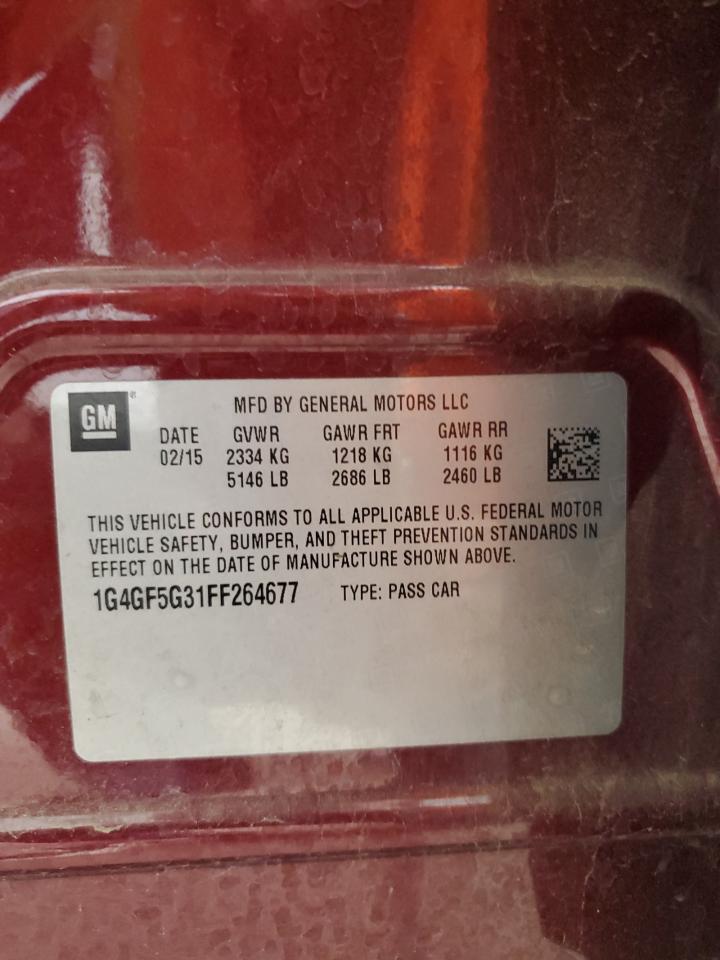 GM
MFD BY GENERAL MOTORS LLC
DATE GVWR GAWR FRT GAWR RR
02/15 2334 KG 1218 KG 1116 KG
5146 LB 2686 LB 2460 LB
THIS VEHICLE CONFORMS TO ALL APPLICABLE U.S. FEDERAL MOTOR
VEHICLE SAFETY, BUMPER, AND THEFT PREVENTION STANDARDS IN
EFFECT ON THE DATE OF MANUFACTURE SHOWN ABOVE.
1G4GF5G31FF264677 TYPE: PASS CAR